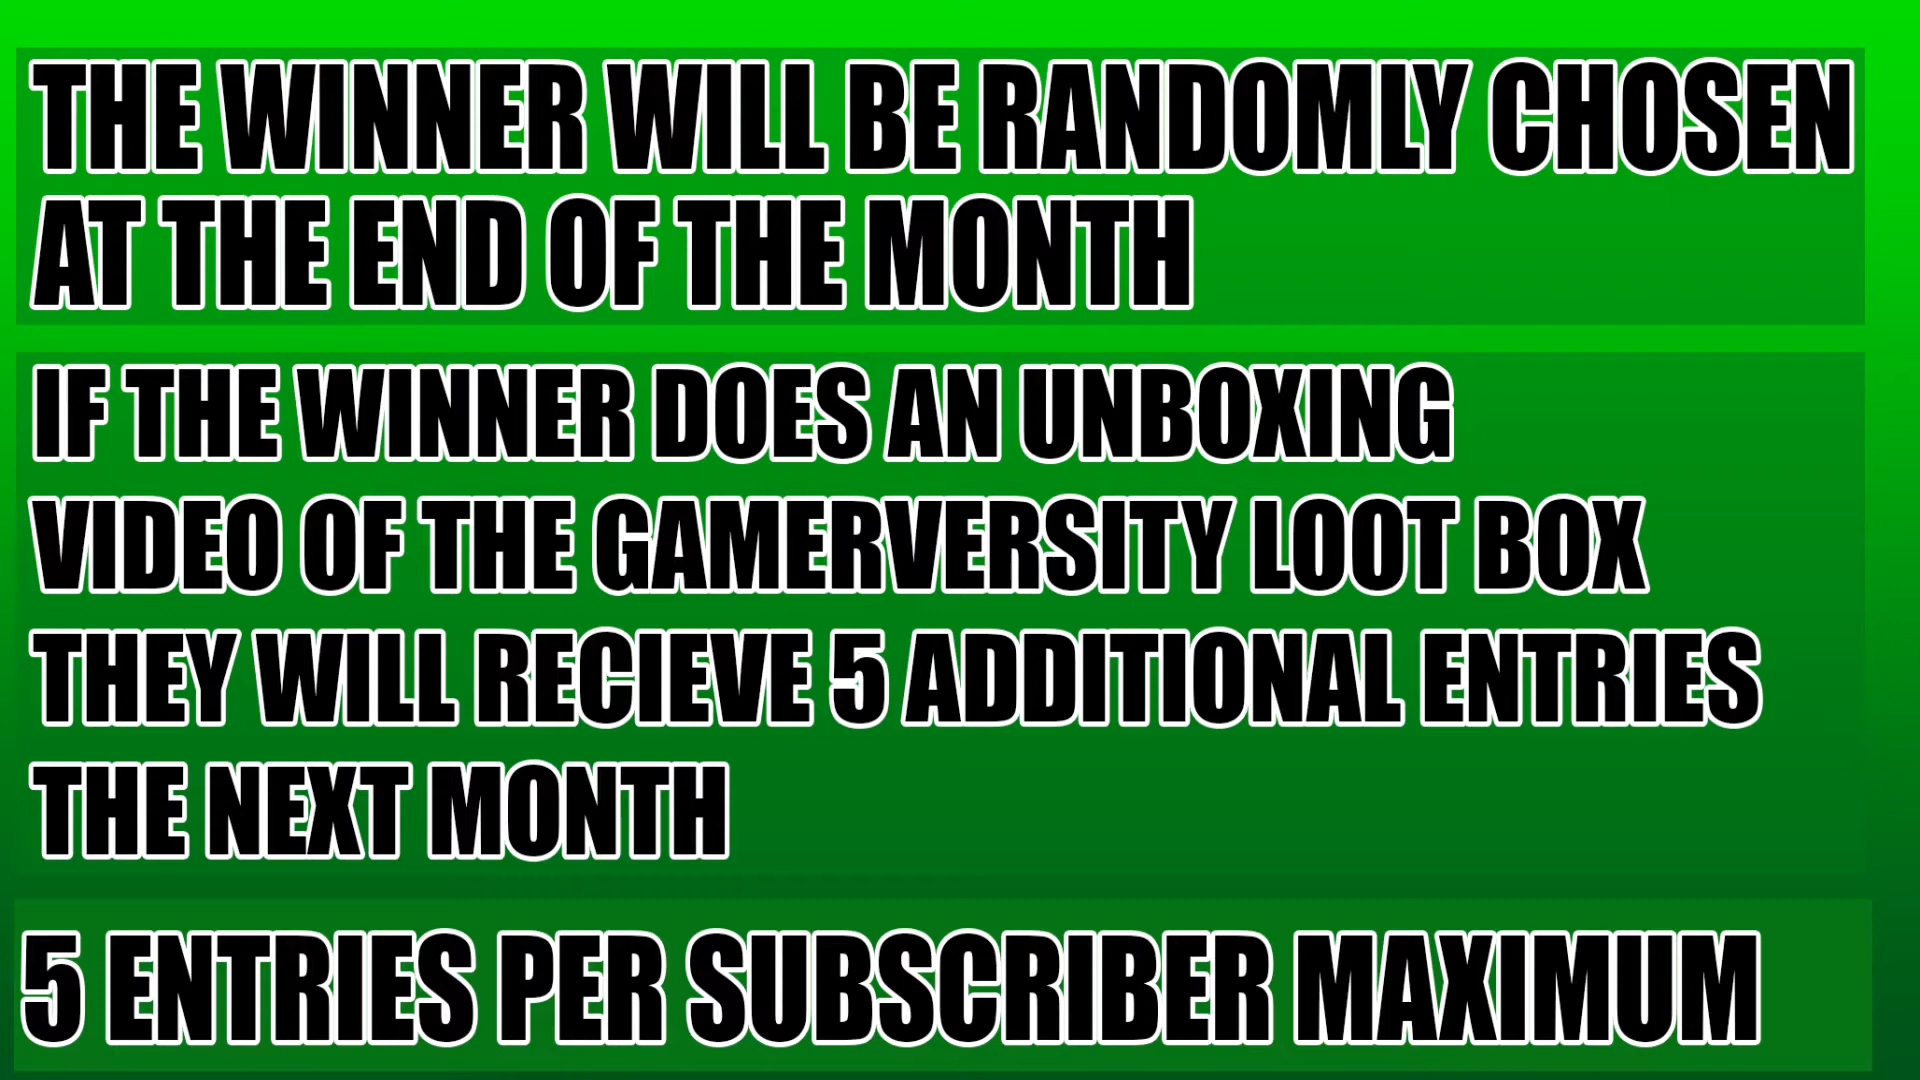 THE WINNER WILL BE RANDOMLY CHOSEN
AT THE END OF THE MONTH
IF THE WINNER DOES AN UNBOXING
VIDEO OF THE GAMERVERSITY LOOT BOX
THEY WILL RECIEVE 5 ADDITIONAL ENTRIES
THE NEXT MONTH
5 ENTRIES PER SUBSCRIBER MAXIMUM